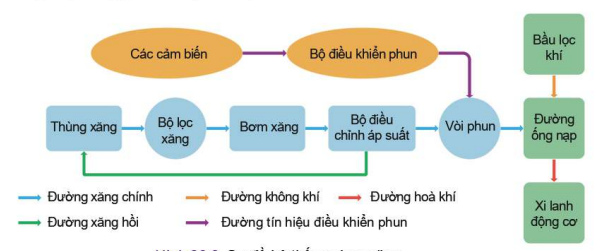 Các cảm biến
Bộ điều khiển phun
Bầu lọc
khí
Thùng xăng
Bộ lọc
xăng
Bơm xăng
Bộ điều
chỉnh áp suất
Vòi phun
Đường
ống nạp
Đường xăng chính
Đường không khí
Đường hoà khí
Đường xăng hồi
Đường tín hiệu điều khiển phun
Xi lanh
động cơ